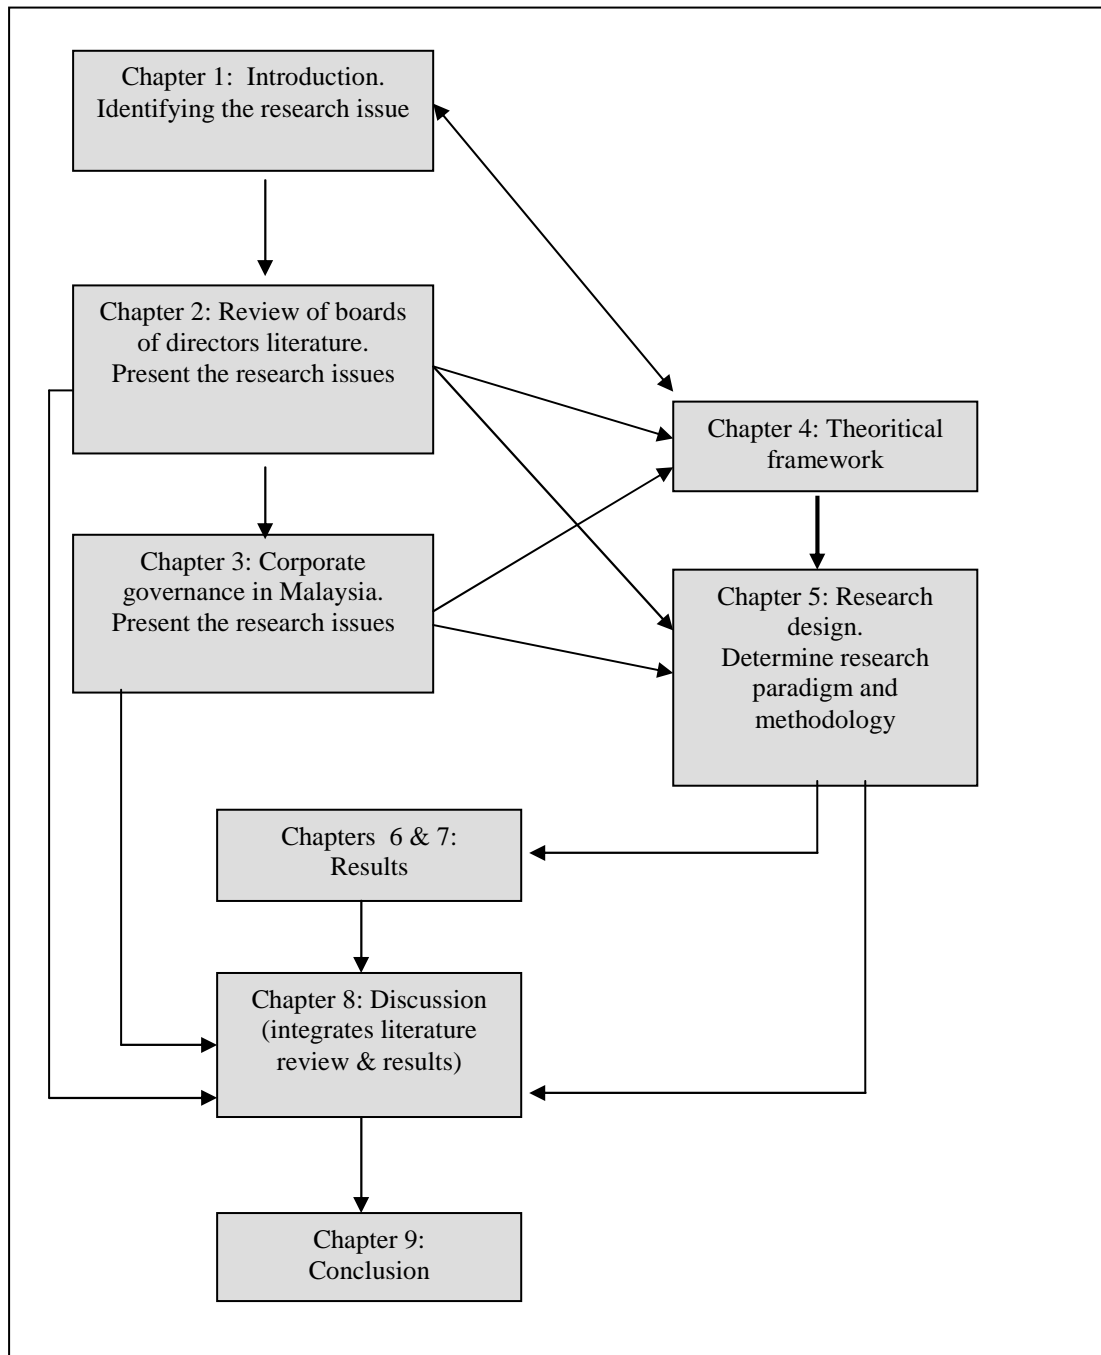 Chapter 1:  Introduction.
Identifying the research issue
Chapter 2: Review of boards
of directors literature.
Present the research issues
Chapter 4: Theoritical
framework
Chapter 3: Corporate
governance in Malaysia.
Present the research issues
Chapter 5: Research
design.
Determine research
paradigm and
methodology
Chapters  6 & 7:
Results
Chapter 8: Discussion
(integrates literature
review & results)
Chapter 9:
Conclusion